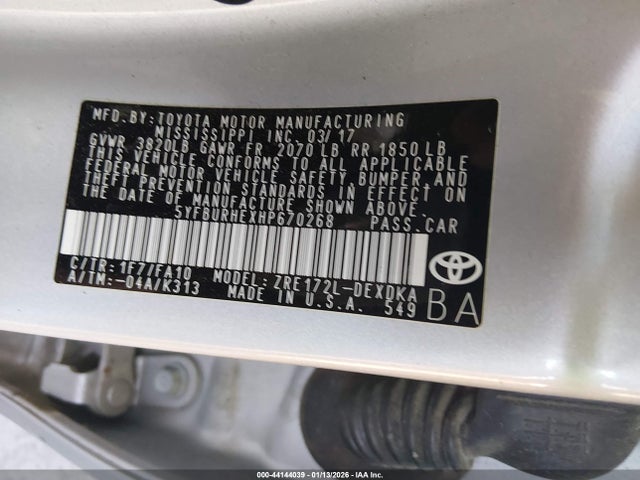 MFD.BY:TOYOTA MOTOR MANUFACTURING
MISSISSIPPI INC. 03/17
GVWR 3820LB GAWR FR 2070 LB RR 1850 LB
THIS VEHICLE CONFORMS TO ALL APPLICABLE
FEDERAL MOTOR VEHICLE SAFETY, BUMPER, AND
THEFT PREVENTION STANDARDS IN EFFECT ON
THE DATE OF MANUFACTURE SHOWN ABOVE.
5YFBURHEXHP670268 PASS.CAR
C/TR: 1F7/FA10 MODEL: ZRE172L-DEXDKA
A/TM:-04A/K313 MADE IN U.S.A. 549
BA
000-44144039 - 01/13/2026 - © IAA Inc.